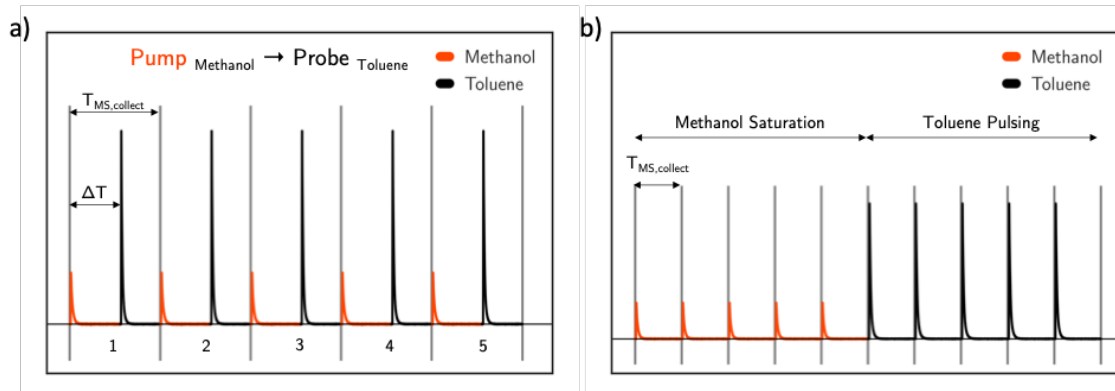 a)
Pump Methanol → Probe Toluene
Methanol
Toluene
TMS,collect
ΔT
1 2 3 4 5
b)
Methanol
Toluene
Methanol Saturation
Toluene Pulsing
TMS,collect